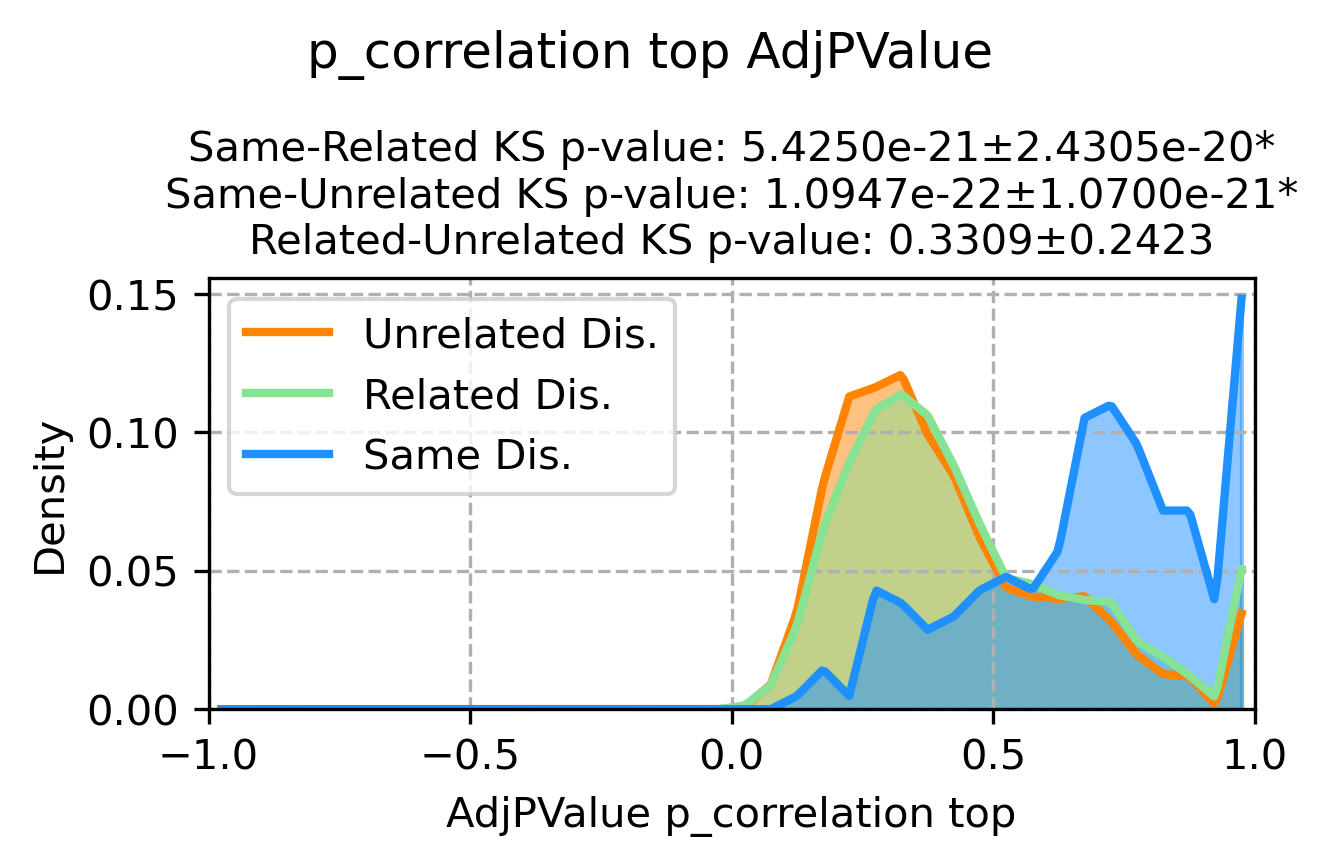 p_correlation top AdjPValue
Same-Related KS p-value: 5.4250e-21±2.4305e-20*
Same-Unrelated KS p-value: 1.0947e-22±1.0700e-21*
Related-Unrelated KS p-value: 0.3309±0.2423
0.15
0.10
0.05
0.00
Density
Unrelated Dis.
Related Dis.
Same Dis.
−1.0 −0.5 0.0 0.5 1.0
AdjPValue p_correlation top